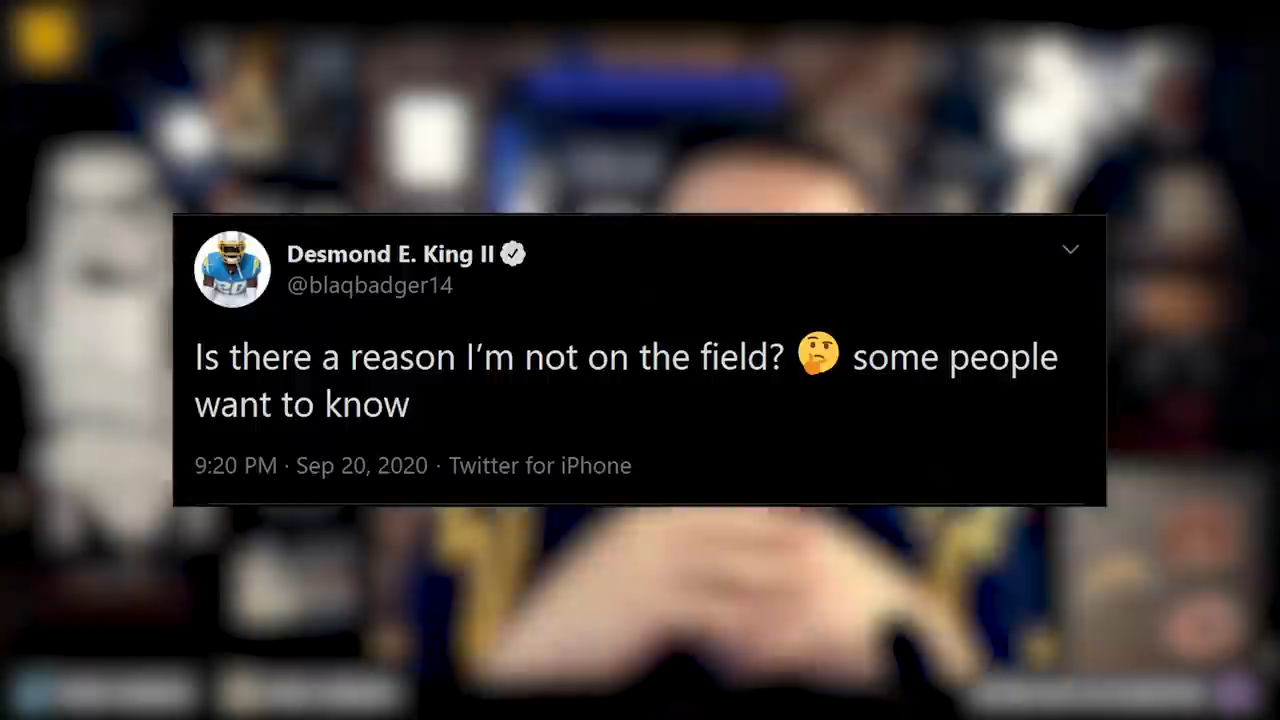 Desmond E. King II
@blaqbadger14
Is there a reason I’m not on the field? 🤔 some people
want to know
9:20 PM · Sep 20, 2020 · Twitter for iPhone